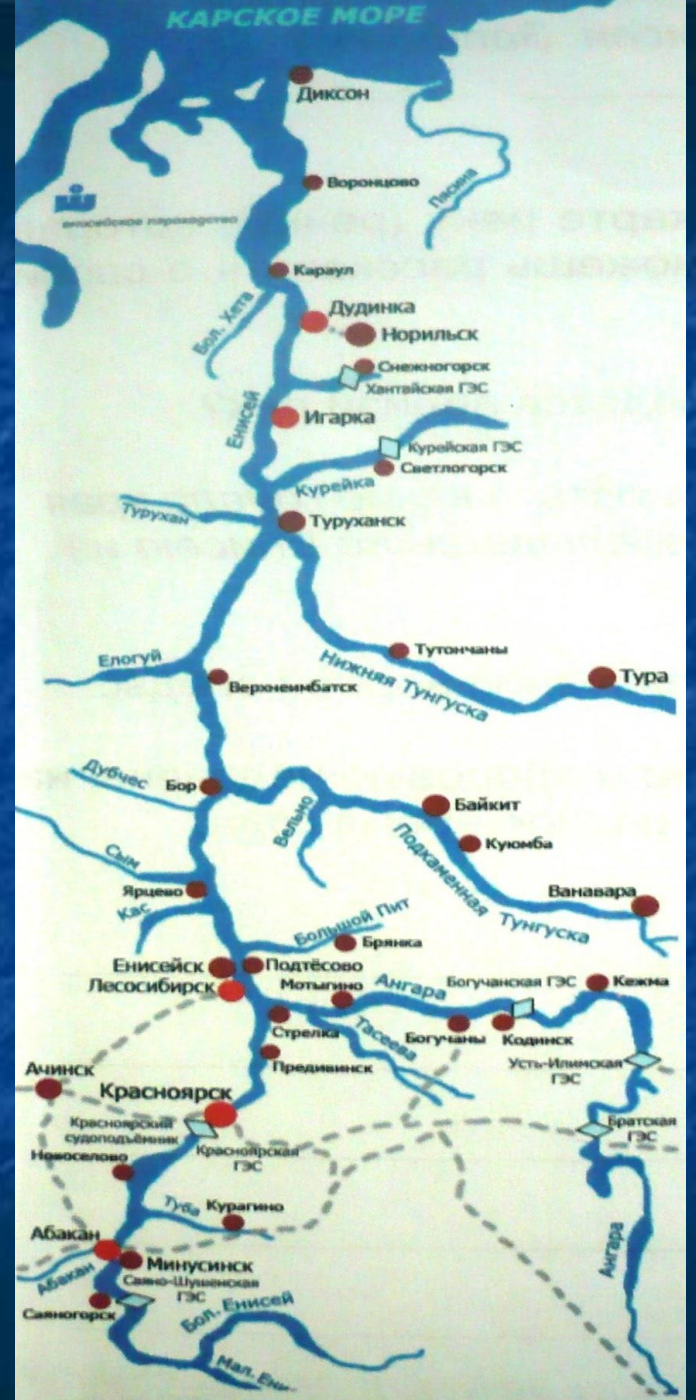 КАРСКОЕ МОРЕ
Диксон
Воронцово
Пясина
енисейское пароходство
Караул
Дудинка
Норильск
Бол. Хета
Снежногорск
Хантайская ГЭС
Енисей
Игарка
Курейская ГЭС
Светлогорск
Курейка
Турухан
Туруханск
Тутончаны
Елогуй
Нижняя Тунгуска
Тура
Верхнеимбатск
Дубчес
Бор
Вельмо
Байкит
Куюмба
Подкаменная Тунгуска
Ванавара
Сым
Ярцево
Кас
Большой Пит
Брянка
Енисейск
Подтёсово
Лесосибирск
Мотыгино
Ангара
Богучанская ГЭС
Кежма
Стрелка
Тасеева
Богучаны
Кодинск
Предивинск
Усть-Илимская
ГЭС
Ачинск
Красноярск
Красноярский
судоподъёмник
Красноярская
ГЭС
Братская
ГЭС
Новоселово
Туба
Курагино
Абакан
Минусинск
Абакан
Саяно-Шушенская
ГЭС
Саяногорск
Бол. Енисей
Мал. Ени
Ангара